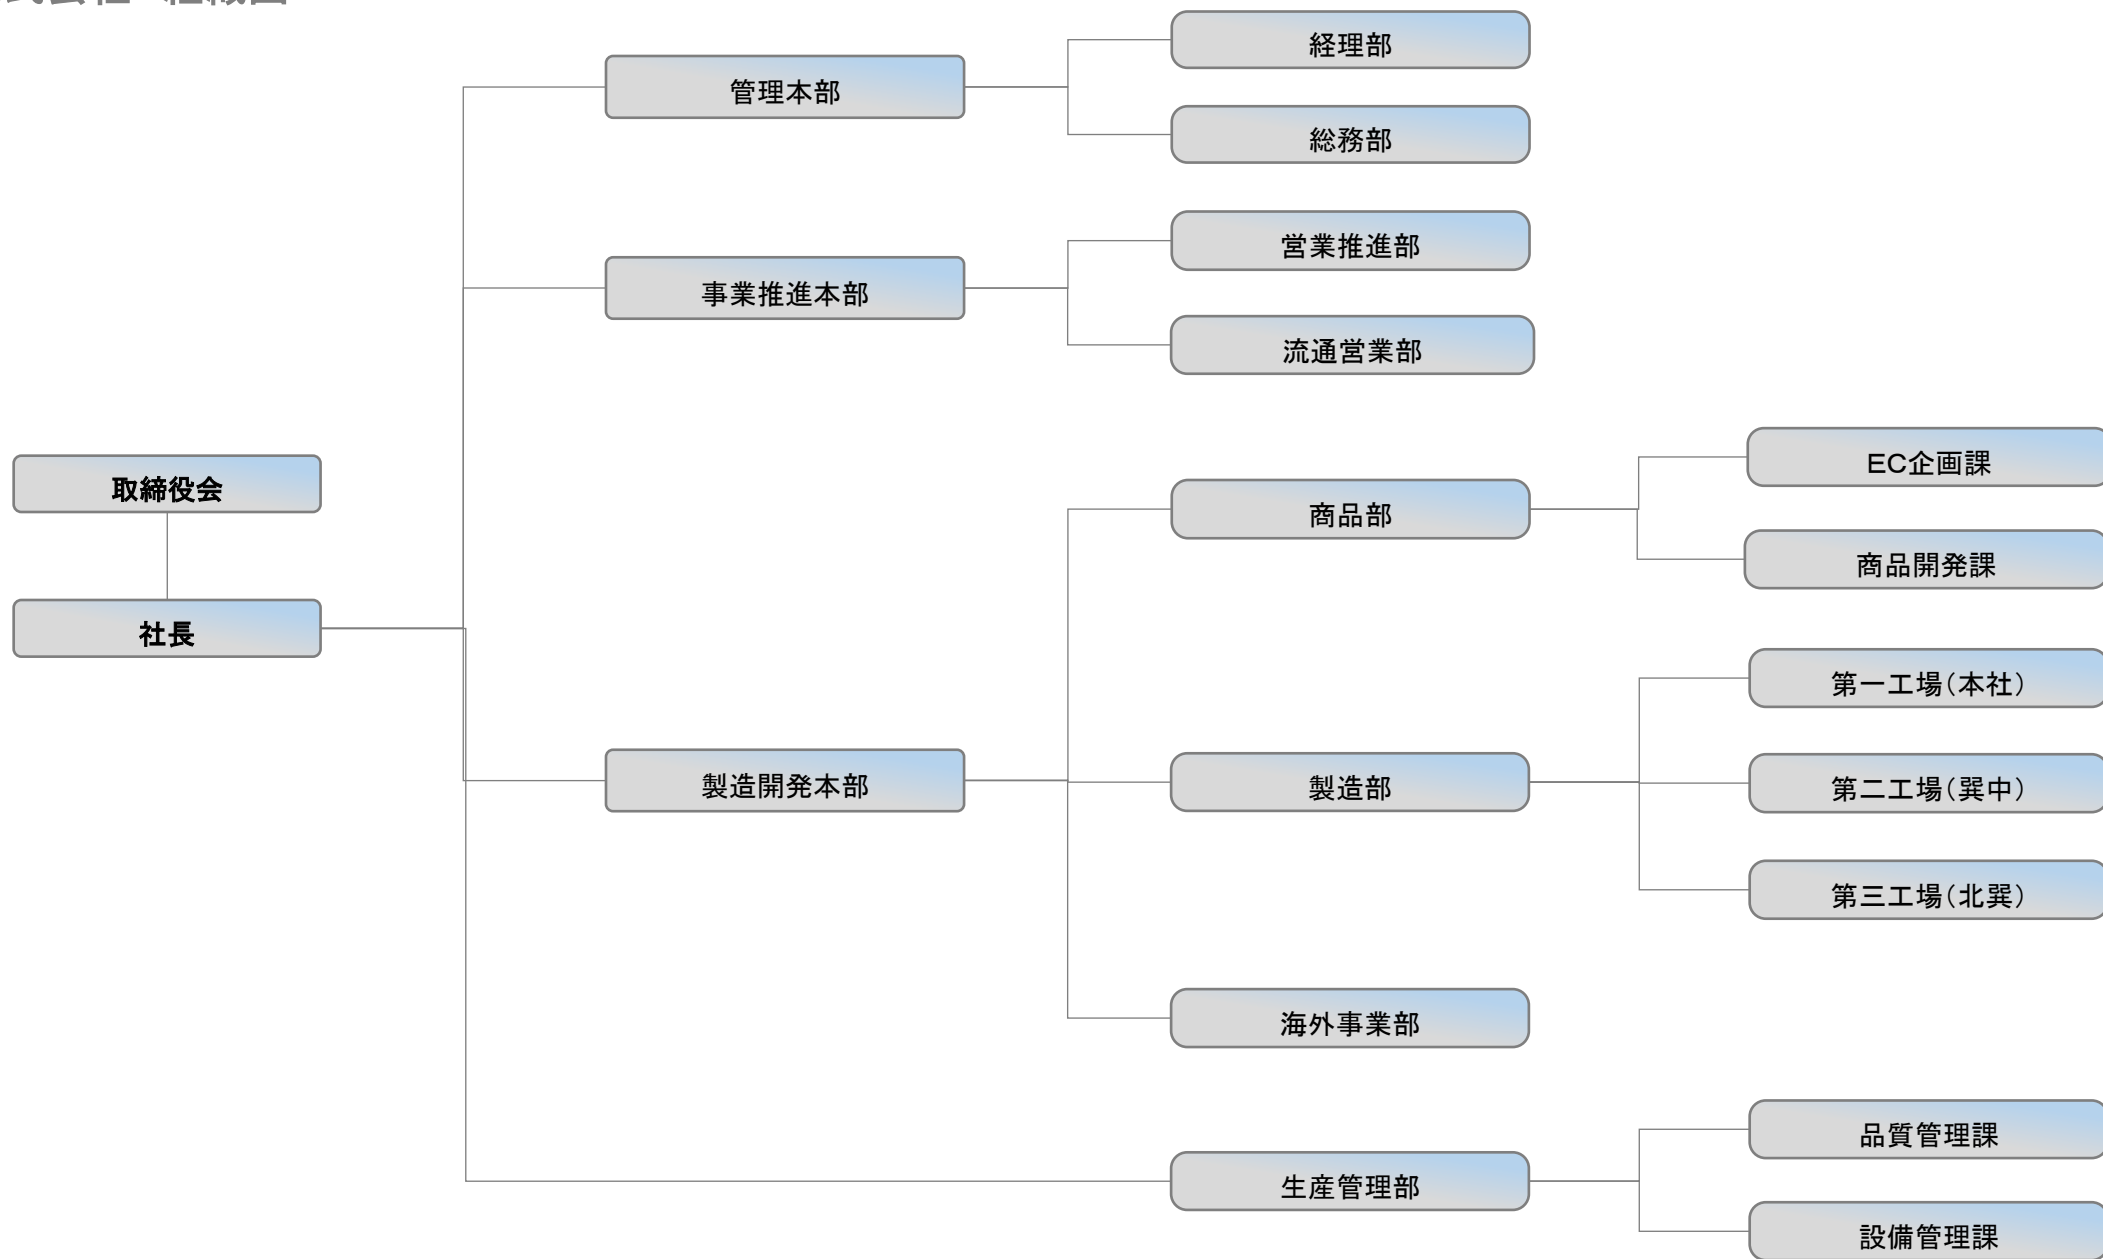 経理部
管理本部
総務部
営業推進部
事業推進本部
流通営業部
EC企画課
取締役会
商品部
商品開発課
社長
第一工場(本社)
製造開発本部
製造部
第二工場(巽中)
第三工場(北巽)
海外事業部
品質管理課
生産管理部
設備管理課